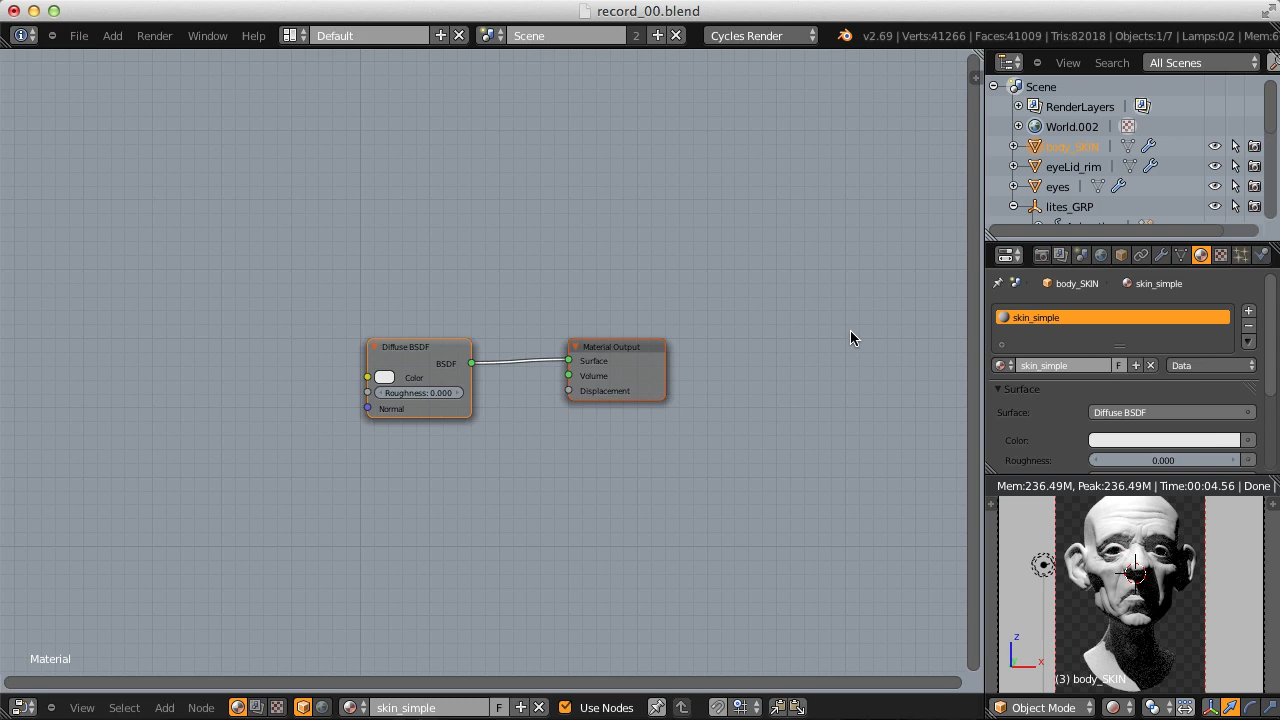 record_00.blend
File Add Render Window Help Default Scene 2 Cycles Render v2.69 | Verts:41266 | Faces:41009 | Tris:82018 | Objects:1/7 | Lamps:0/2 | Mem:6
View Search All Scenes
Scene
RenderLayers
World.002
body_SKIN
eyeLid_rim
eyes
lites_GRP
body_SKIN skin_simple
skin_simple
skin_simple F Data
Surface
Surface: Diffuse BSDF
Color:
Roughness: 0.000
Diffuse BSDF
BSDF
Color
Roughness: 0.000
Normal
Material Output
Surface
Volume
Displacement
Mem:236.49M, Peak:236.49M | Time:00:04.56 | Done |
z
x
(3) body_SKIN
Material
View Select Add Node skin_simple F Use Nodes
Object Mode